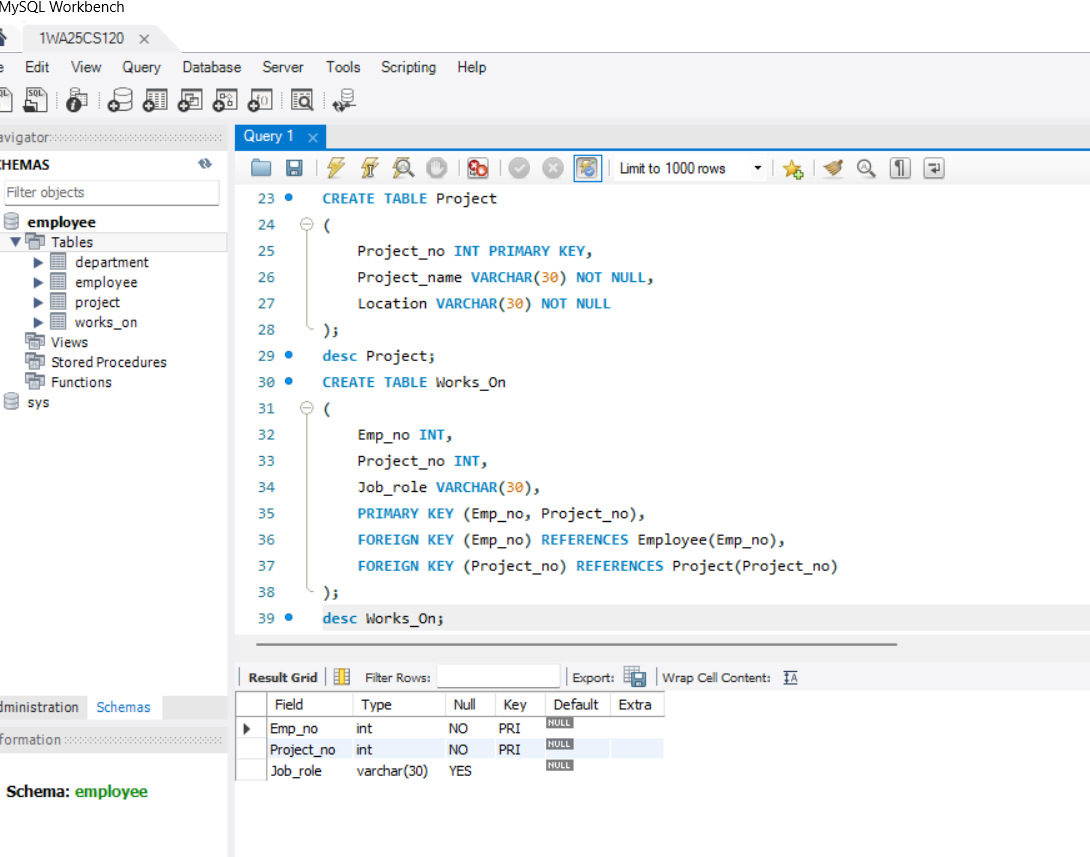 MySQL Workbench
1WA25CS120
Edit View Query Database Server Tools Scripting Help
SQL
Query 1
Limit to 1000 rows
SCHEMAS
Filter objects
employee
Tables
department
employee
project
works_on
Views
Stored Procedures
Functions
sys
23 CREATE TABLE Project
24 (
25 Project_no INT PRIMARY KEY,
26 Project_name VARCHAR(30) NOT NULL,
27 Location VARCHAR(30) NOT NULL
28 );
29 desc Project;
30 CREATE TABLE Works_On
31 (
32 Emp_no INT,
33 Project_no INT,
34 Job_role VARCHAR(30),
35 PRIMARY KEY (Emp_no, Project_no),
36 FOREIGN KEY (Emp_no) REFERENCES Employee(Emp_no),
37 FOREIGN KEY (Project_no) REFERENCES Project(Project_no)
38 );
39 desc Works_On;
Result Grid Filter Rows: Export: Wrap Cell Content: IA
Field Type Null Key Default Extra
Emp_no int NO PRI NULL
Project_no int NO PRI NULL
Job_role varchar(30) YES NULL
dministration Schemas
formation
Schema: employee